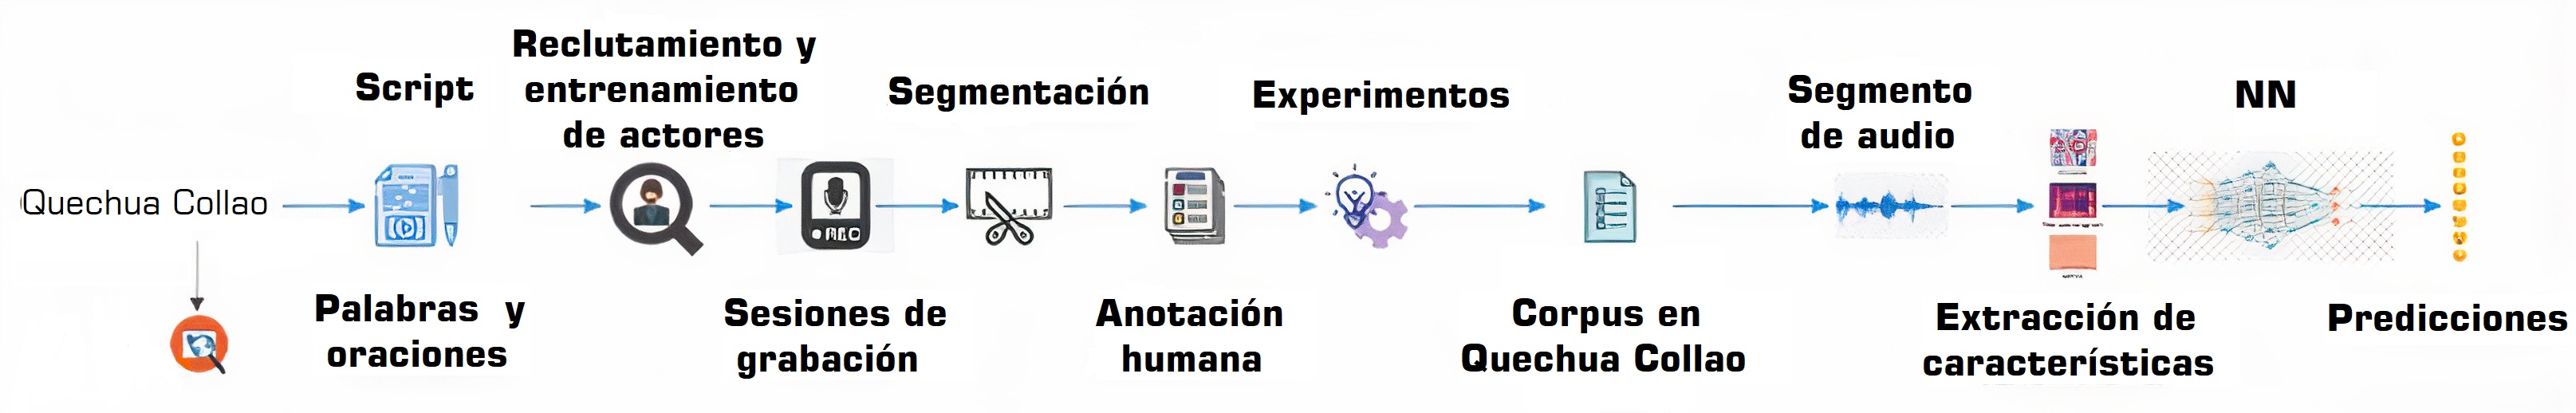 Quechua Collao
Script
Palabras y
oraciones
Reclutamiento y
entrenamiento
de actores
Sesiones de
grabación
Segmentación
Anotación
humana
Experimentos
Corpus en
Quechua Collao
Segmento
de audio
Extracción de
características
NN
Predicciones